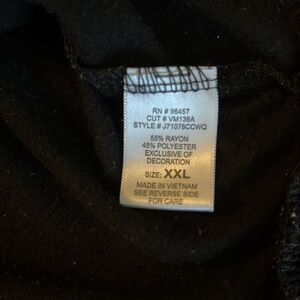 RN # 96457
CUT # VM138A
STYLE # J71078CCWQ
55% RAYON
45% POLYESTER
EXCLUSIVE OF
DECORATION
SIZE: XXL
MADE IN VIETNAM
SEE REVERSE SIDE
FOR CARE